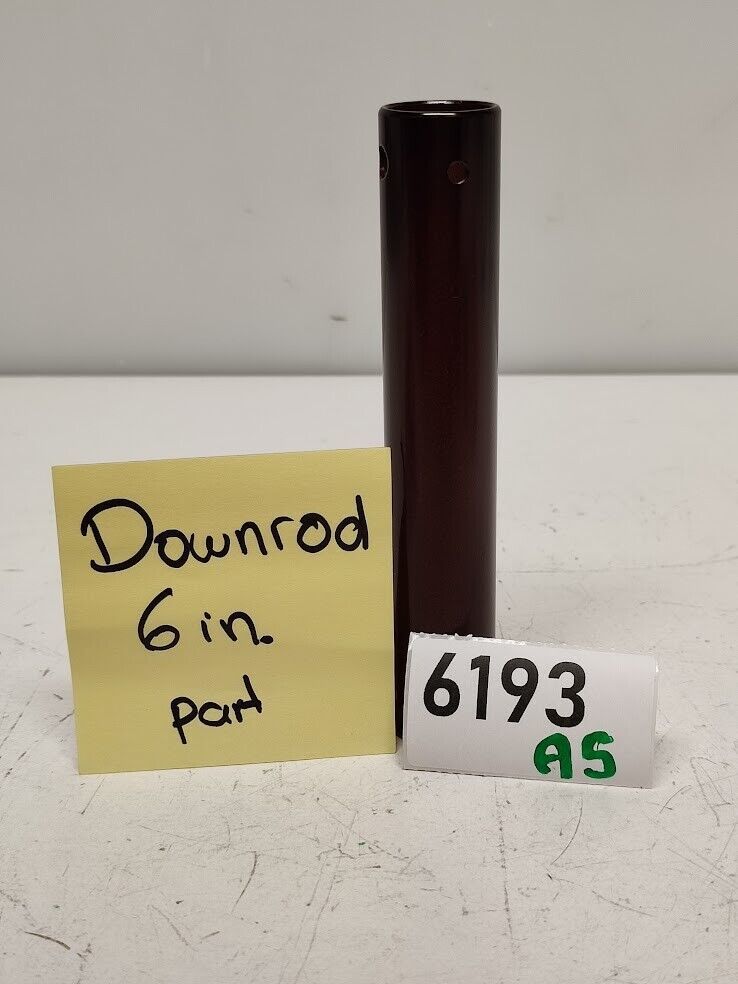 Downrod
6 in.
part
6193
AS